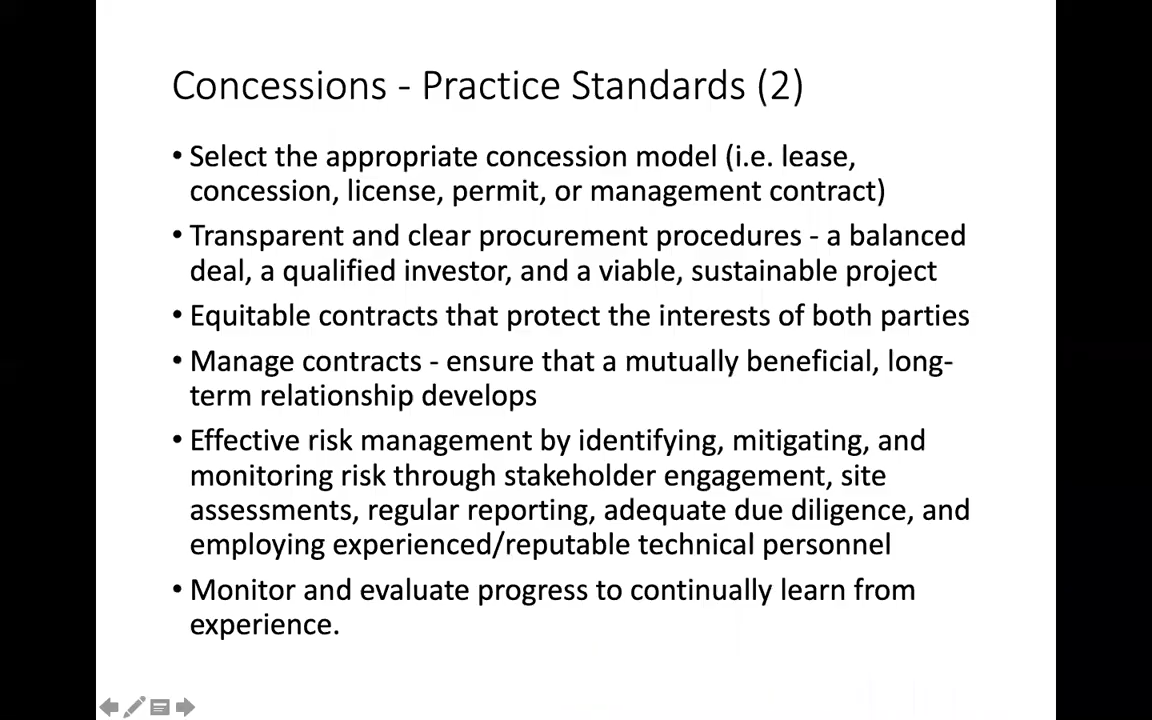 Concessions - Practice Standards (2)
• Select the appropriate concession model (i.e. lease,
concession, license, permit, or management contract)
• Transparent and clear procurement procedures - a balanced
deal, a qualified investor, and a viable, sustainable project
• Equitable contracts that protect the interests of both parties
• Manage contracts - ensure that a mutually beneficial, long-
term relationship develops
• Effective risk management by identifying, mitigating, and
monitoring risk through stakeholder engagement, site
assessments, regular reporting, adequate due diligence, and
employing experienced/reputable technical personnel
• Monitor and evaluate progress to continually learn from
experience.